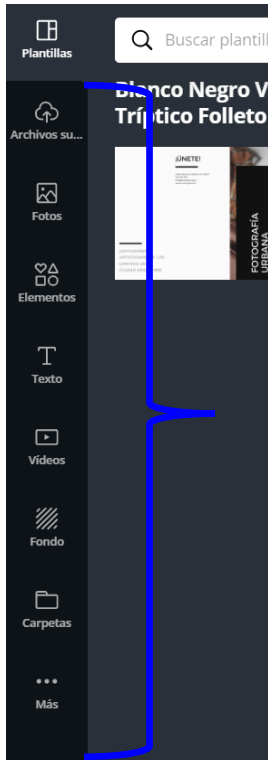 Plantillas
Buscar plantill
Blanco Negro V
Tríptico Folleto
Archivos su...
¡ÚNETE!
FOTOGRAFÍA
URBANA
Fotos
Elementos
Texto
Vídeos
Fondo
Carpetas
Más